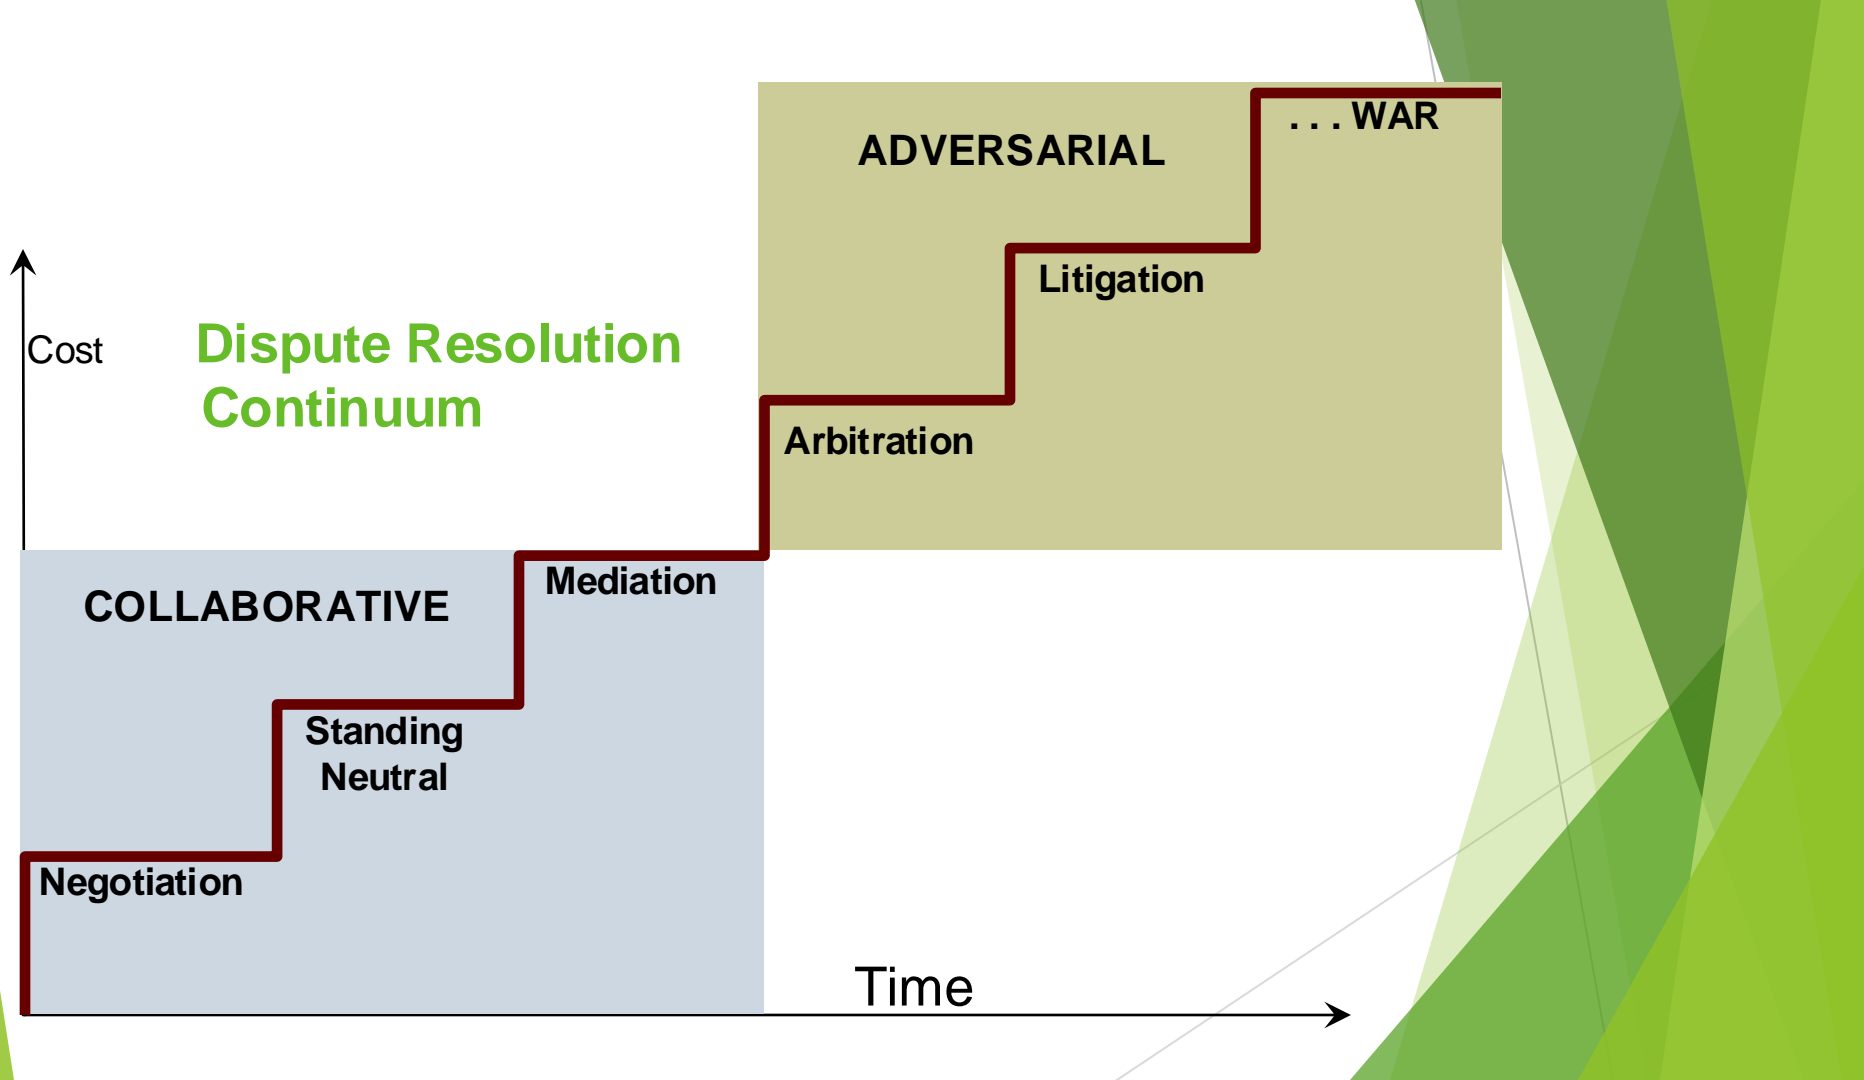 . . . WAR
ADVERSARIAL
Litigation
Cost
Dispute Resolution
Continuum
Arbitration
Mediation
COLLABORATIVE
Standing
Neutral
Negotiation
Time